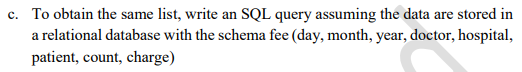 c. To obtain the same list, write an SQL query assuming the data are stored in
a relational database with the schema fee (day, month, year, doctor, hospital,
patient, count, charge)